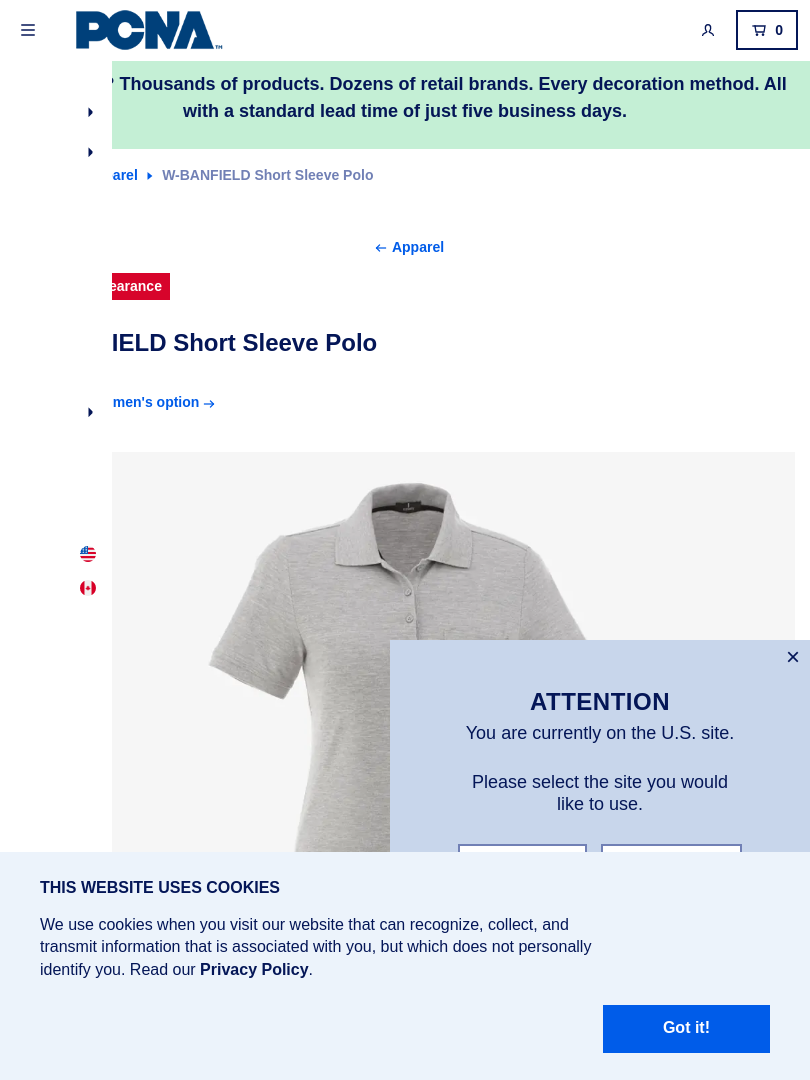 PCNA™
0
? Thousands of products. Dozens of retail brands. Every decoration method. All
with a standard lead time of just five business days.
arel W-BANFIELD Short Sleeve Polo
← Apparel
earance
IELD Short Sleeve Polo
men's option →
ATTENTION
You are currently on the U.S. site.
Please select the site you would
like to use.
THIS WEBSITE USES COOKIES
We use cookies when you visit our website that can recognize, collect, and
transmit information that is associated with you, but which does not personally
identify you. Read our Privacy Policy.
Got it!